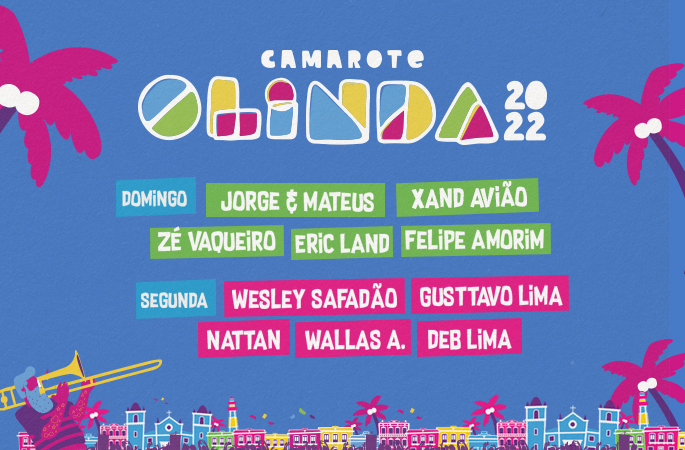 CAMAROTE
OLINDA 2022
DOMINGO JORGE & MATEUS XAND AVIÃO
ZÉ VAQUEIRO ERIC LAND FELIPE AMORIM
SEGUNDA WESLEY SAFADÃO GUSTTAVO LIMA
NATTAN WALLAS A. DEB LIMA